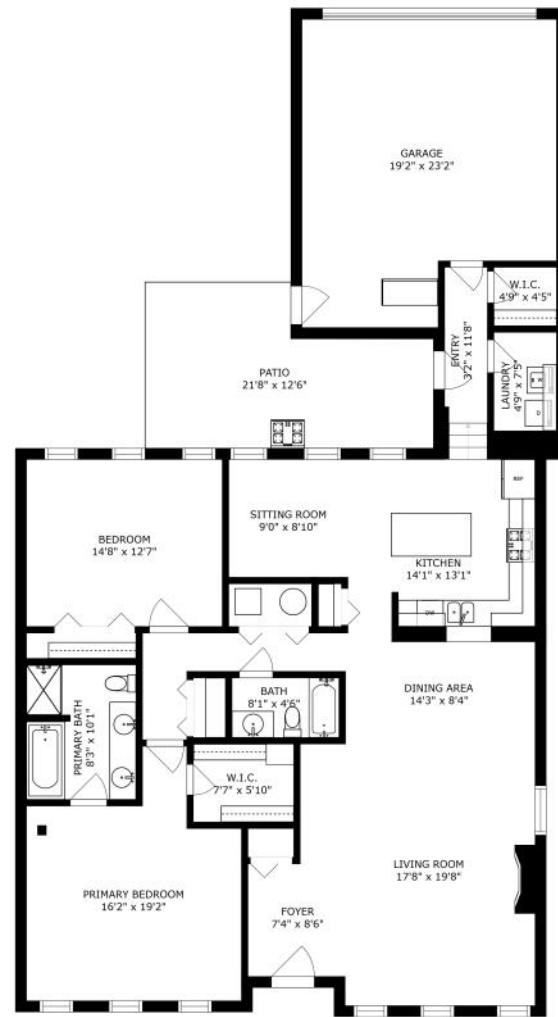 GARAGE
19'2" x 23'2"
W.I.C.
4'9" x 4'5"
ENTRY
3'2" x 11'8"
LAUNDRY
4'9" x 7'5"
W
D
PATIO
21'8" x 12'6"
REF
SITTING ROOM
9'0" x 8'10"
BEDROOM
14'8" x 12'7"
KITCHEN
14'1" x 13'1"
DW
DINING AREA
14'3" x 8'4"
BATH
8'1" x 4'6"
PRIMARY BATH
8'3" x 10'1"
W.I.C.
7'7" x 5'10"
LIVING ROOM
17'8" x 19'8"
PRIMARY BEDROOM
16'2" x 19'2"
FOYER
7'4" x 8'6"